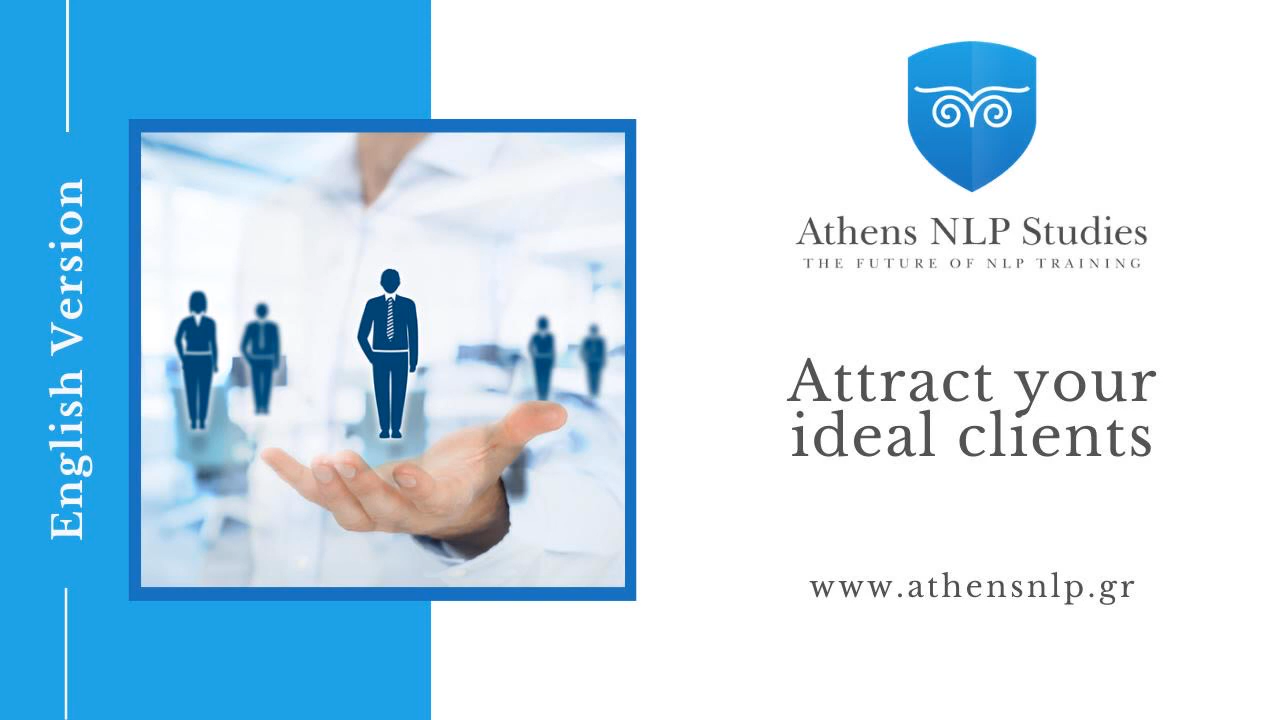 English Version
Athens NLP Studies
THE FUTURE OF NLP TRAINING
Attract your
ideal clients
www.athensnlp.gr